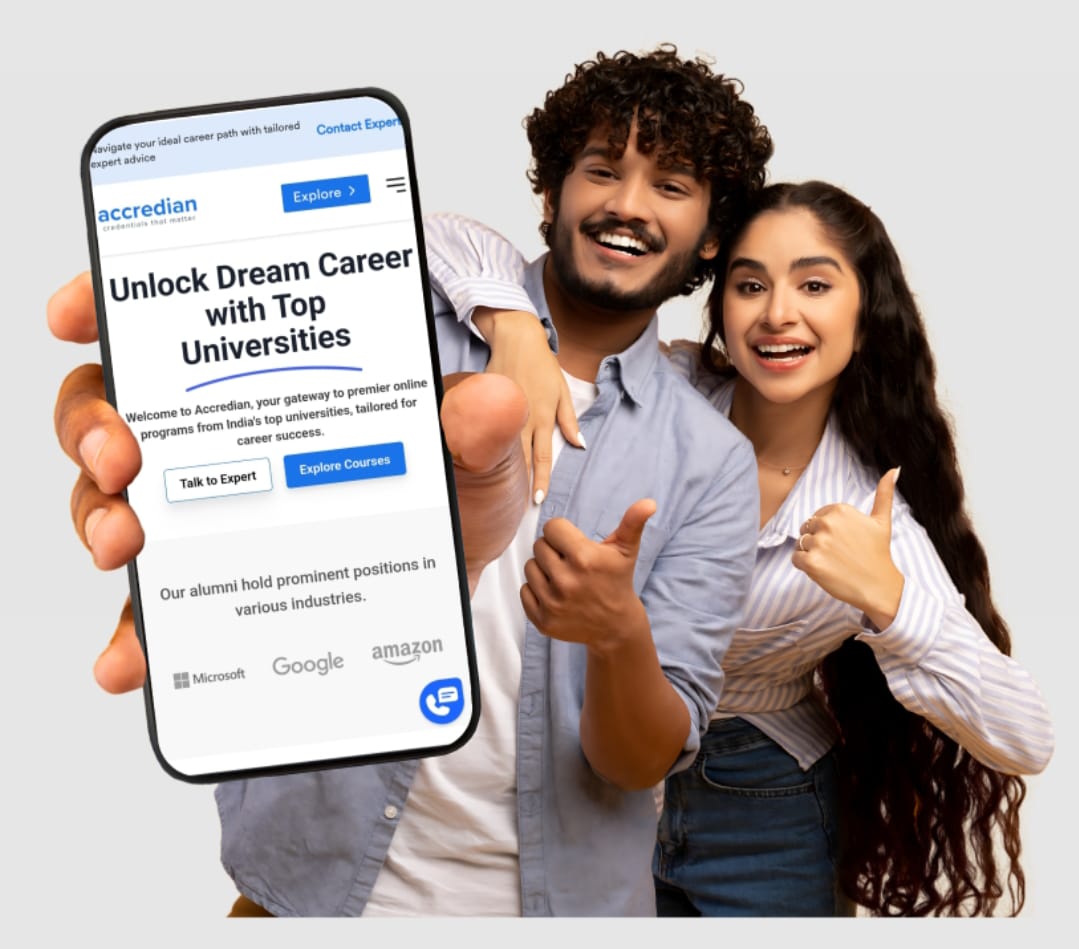 Navigate your ideal career path with tailored
expert advice
Contact Expert
Explore
accredian
credentials that matter
Unlock Dream Career
with Top
Universities
Welcome to Accredian, your gateway to premier online
programs from India's top universities, tailored for
career success.
Talk to Expert
Explore Courses
Our alumni hold prominent positions in
various industries.
Microsoft
Google
amazon